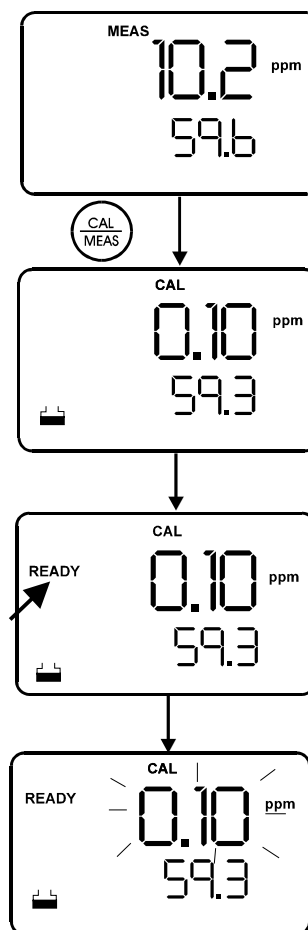 MEAS
10.2 ppm
59.6
CAL
MEAS
CAL
0.10 ppm
59.3
CAL
READY 0.10 ppm
59.3
CAL
READY 0.10 ppm
59.3